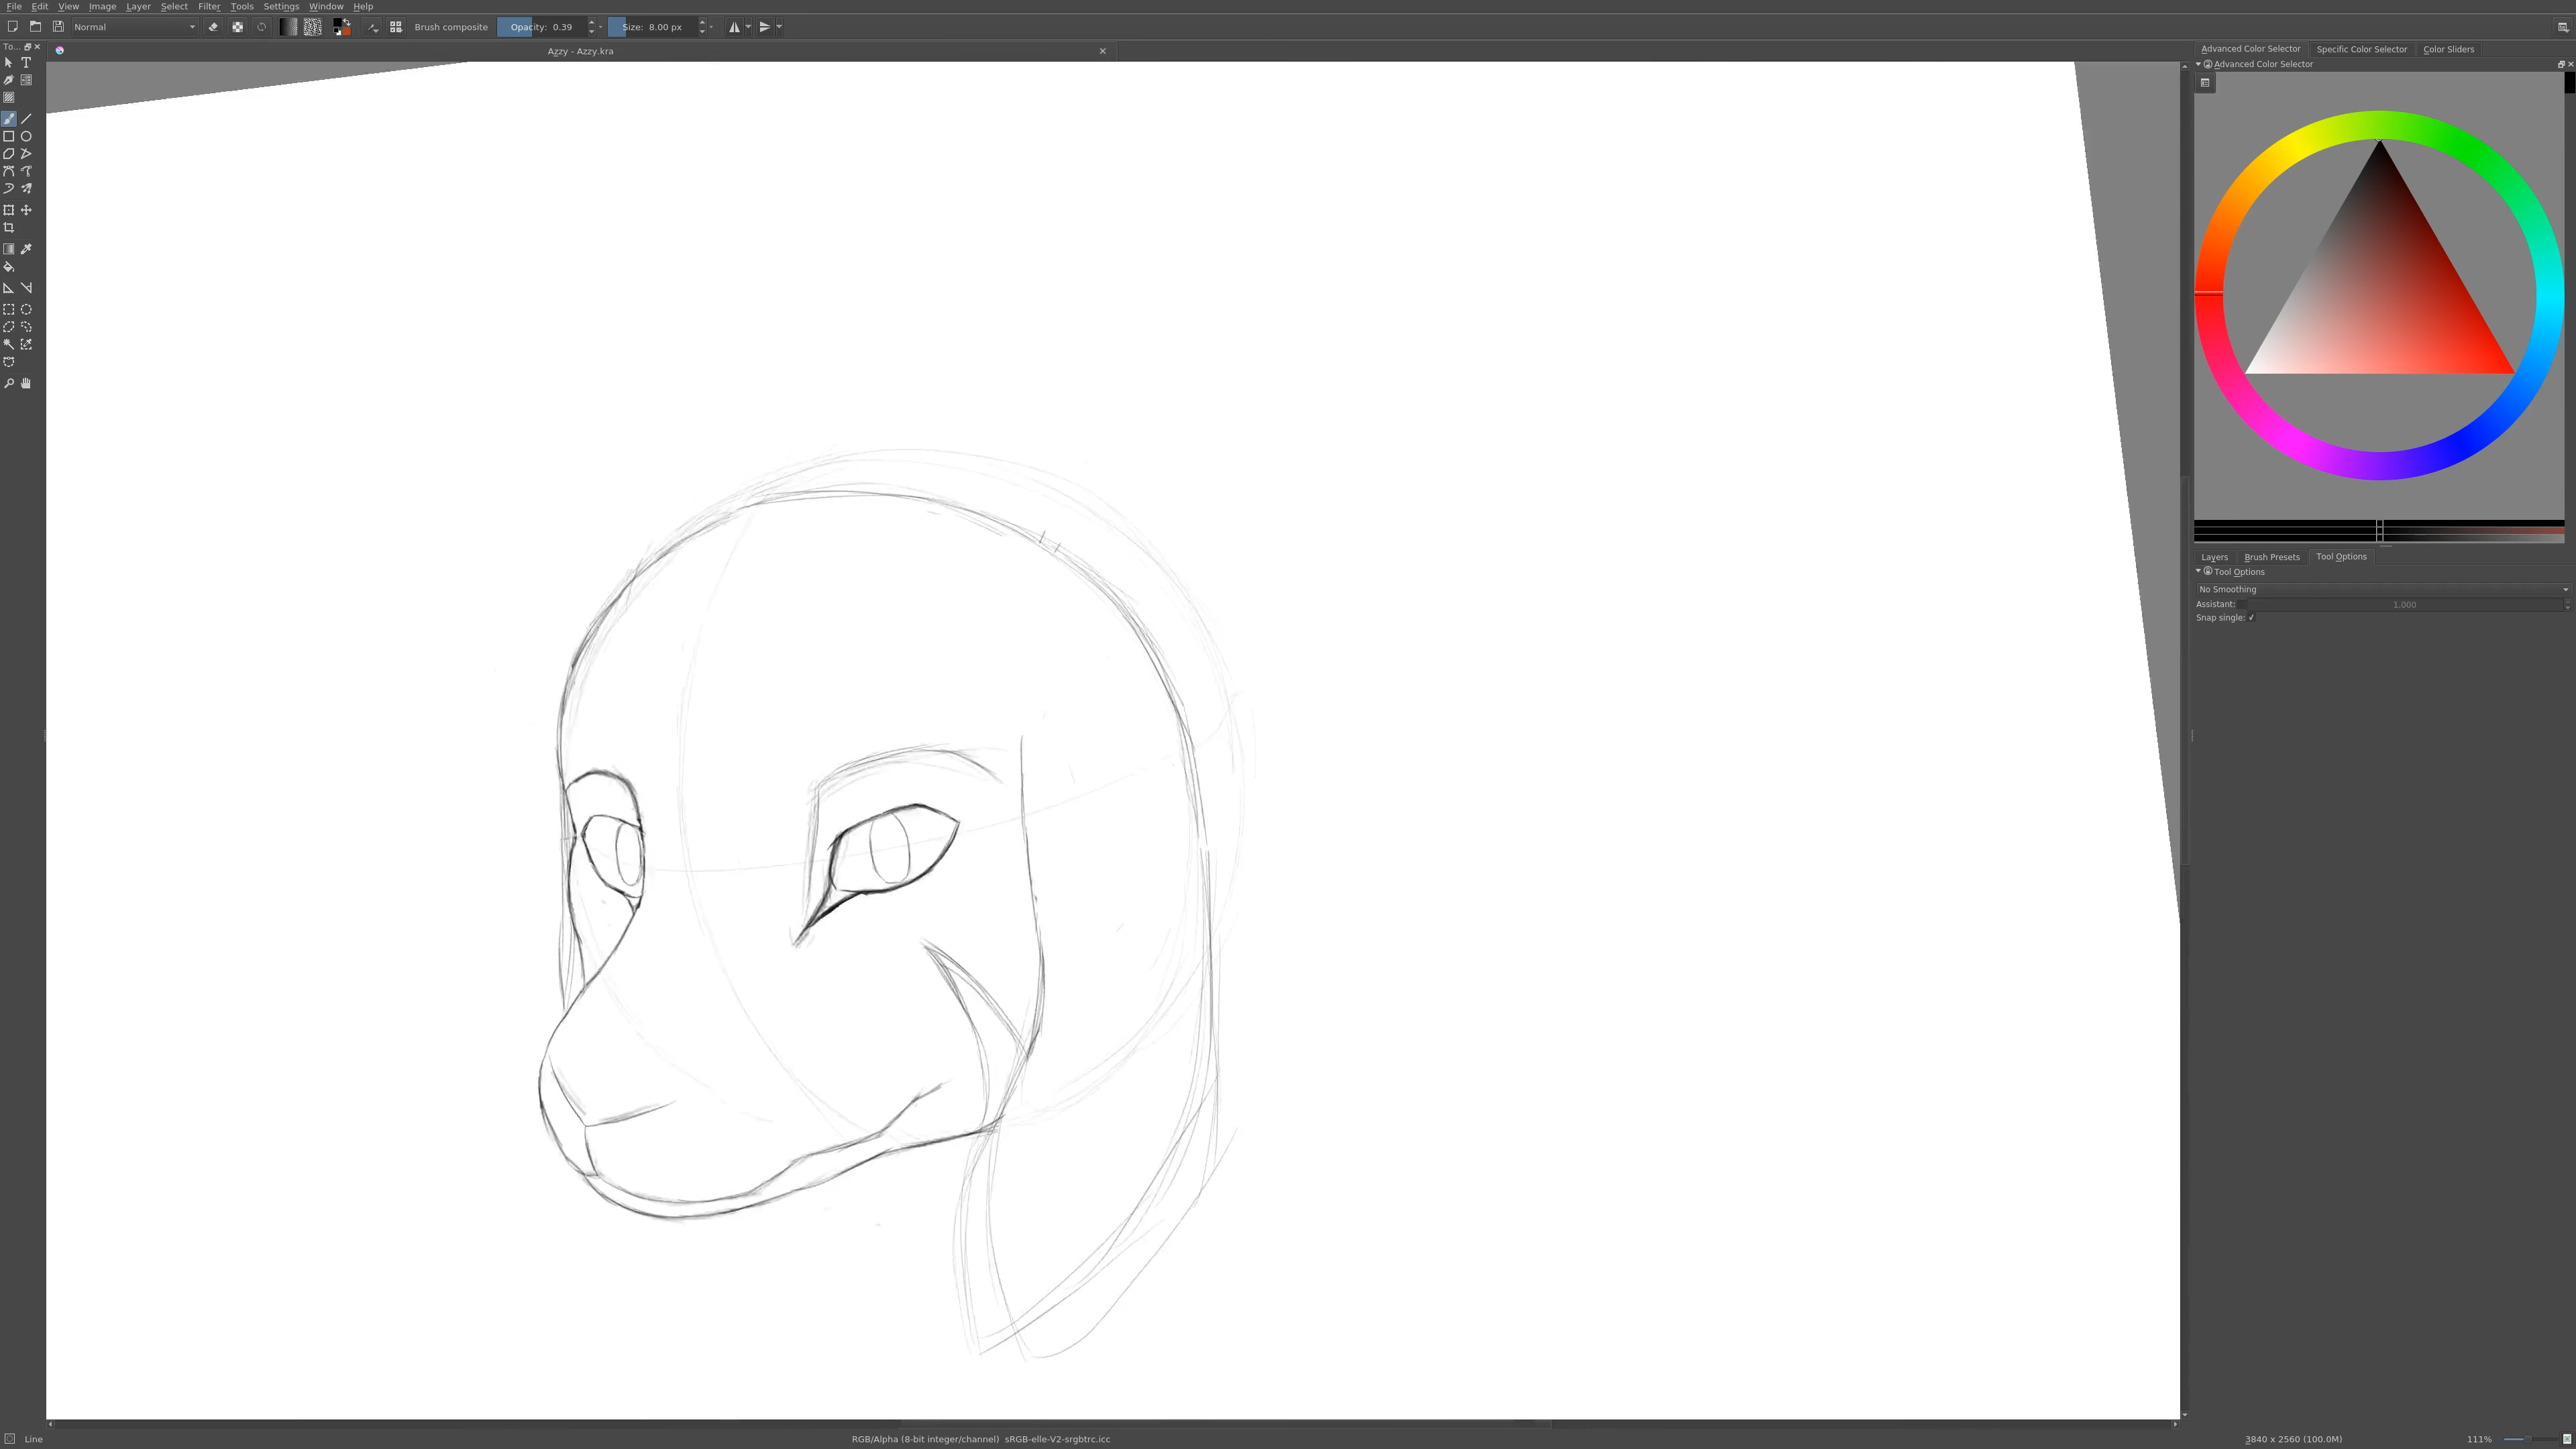 File Edit View Image Layer Select Filter Tools Settings Window Help
Normal Brush composite Opacity: 0.39 Size: 8.00 px
To...
Azzy - Azzy.kra
Advanced Color Selector Specific Color Selector Color Sliders
Advanced Color Selector
Layers Brush Presets Tool Options
Tool Options
No Smoothing
Assistant: 1.000
Snap single:
Line
RGB/Alpha (8-bit integer/channel) sRGB-elle-V2-srgbtrc.icc
3840 x 2560 (100.0M)
111%